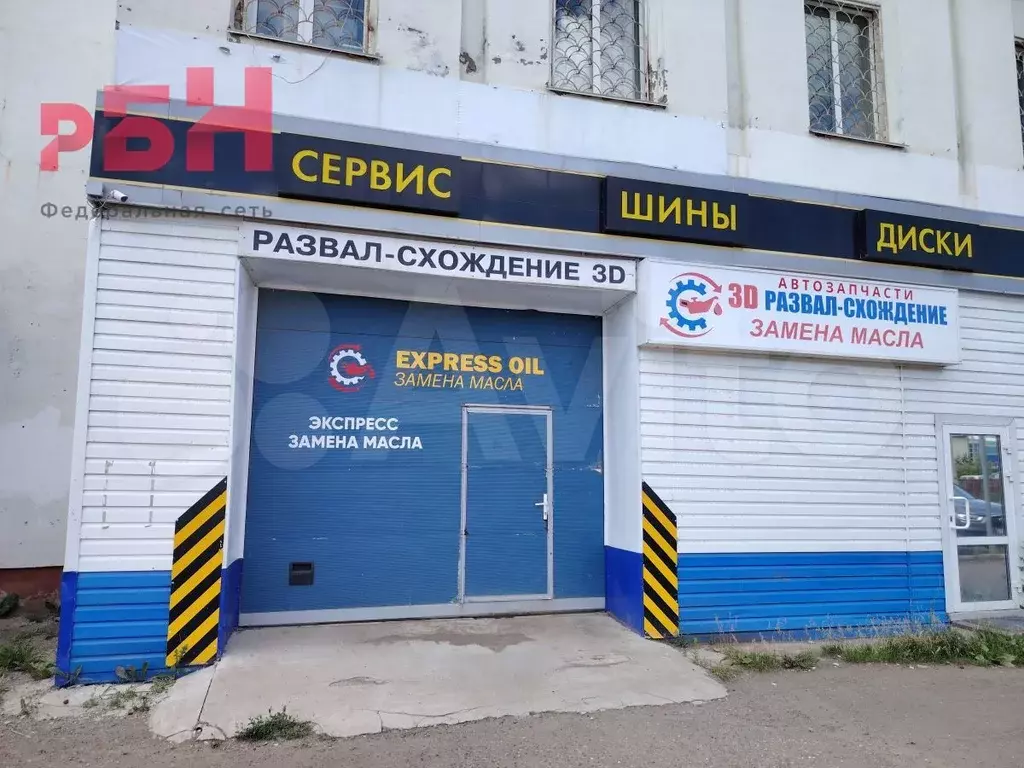 РБН
Федеральная сеть
СЕРВИС
ШИНЫ
ДИСКИ
РАЗВАЛ-СХОЖДЕНИЕ 3D
АВТОЗАПЧАСТИ
3D РАЗВАЛ-СХОЖДЕНИЕ
ЗАМЕНА МАСЛА
EXPRESS OIL
ЗАМЕНА МАСЛА
ЭКСПРЕСС
ЗАМЕНА МАСЛА
Avito